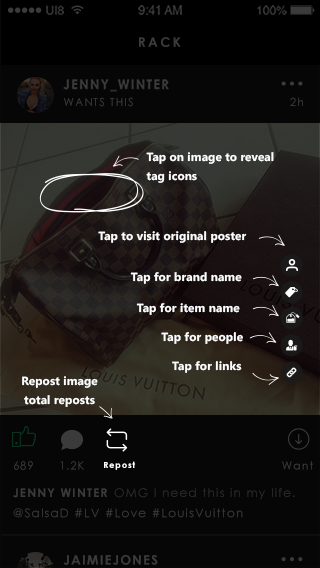 UI8 9:41 AM 100%
RACK
JENNY_WINTER
WANTS THIS 2h
Tap on image to reveal
tag icons
Tap to visit original poster
Tap for brand name
Tap for item name
Tap for people
Tap for links
LOUIS VUITTON
LOUIS VUITTON
Repost image
total reposts
689 1.2K Repost Want
JENNY WINTER OMG I need this in my life.
@SalsaD #LV #Love #LouisVuitton
JAIMIEJONES